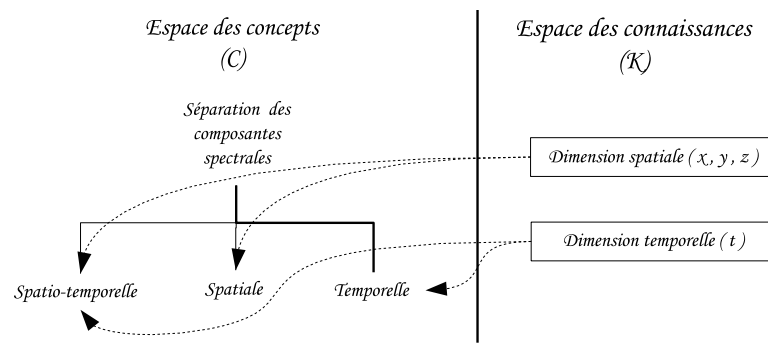 Espace des concepts
(C)
Espace des connaissances
(K)
Séparation des
composantes
spectrales
Dimension spatiale ( x , y , z )
Dimension temporelle ( t )
Spatio-temporelle
Spatiale
Temporelle